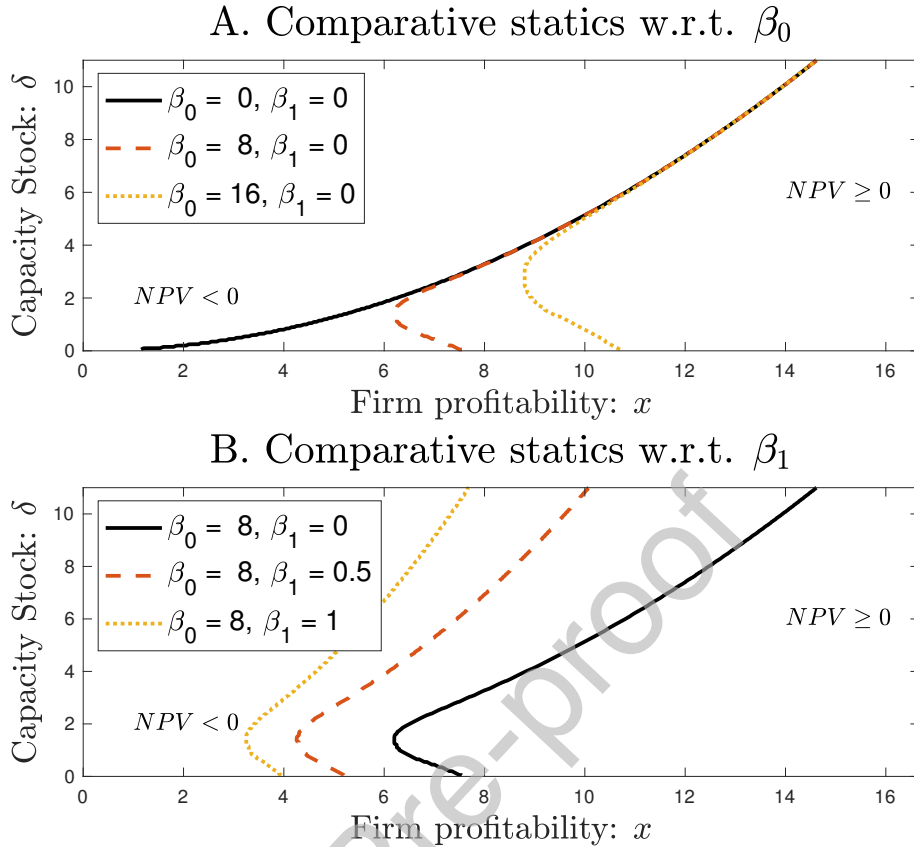 A. Comparative statics w.r.t. β₀
Capacity Stock: δ
β₀ = 0, β₁ = 0
β₀ = 8, β₁ = 0
β₀ = 16, β₁ = 0
NPV ≥ 0
NPV < 0
10
8
6
4
2
0
0 2 4 6 8 10 12 14 16
Firm profitability: x
B. Comparative statics w.r.t. β₁
Capacity Stock: δ
β₀ = 8, β₁ = 0
β₀ = 8, β₁ = 0.5
β₀ = 8, β₁ = 1
NPV ≥ 0
NPV < 0
10
8
6
4
2
0
0 2 4 6 8 10 12 14 16
Firm profitability: x
Pre-proof